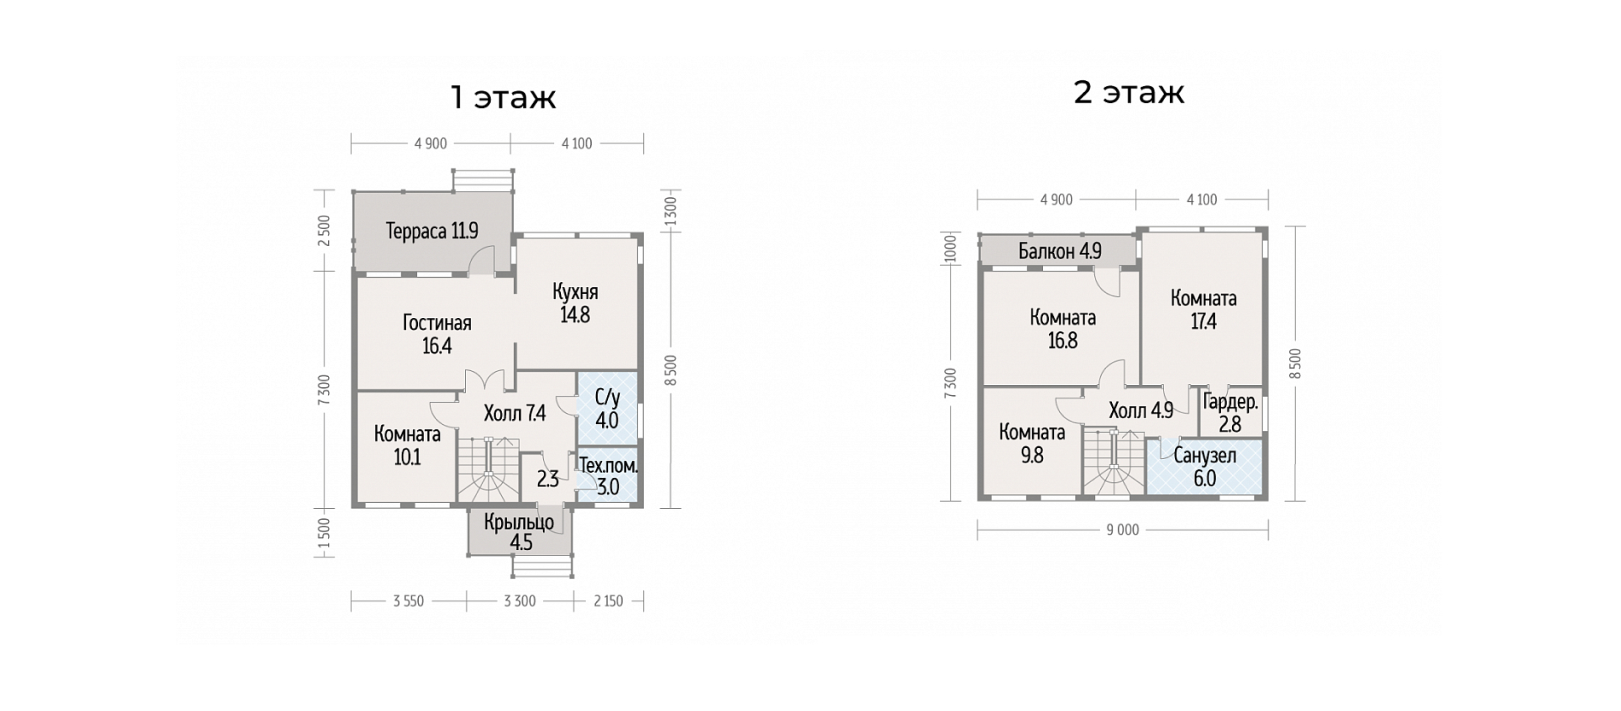 1 этаж
4 900
4 100
2 500
1 300
Терраса 11.9
Кухня
14.8
Гостиная
16.4
7 300
8 500
Холл 7.4
С/у
4.0
Комната
10.1
2.3
Тех.пом.
3.0
Крыльцо
4.5
1 500
3 550
3 300
2 150
2 этаж
4 900
4 100
1000
Балкон 4.9
Комната
17.4
Комната
16.8
7 300
8 500
Холл 4.9
Гардер.
2.8
Комната
9.8
Санузел
6.0
9 000